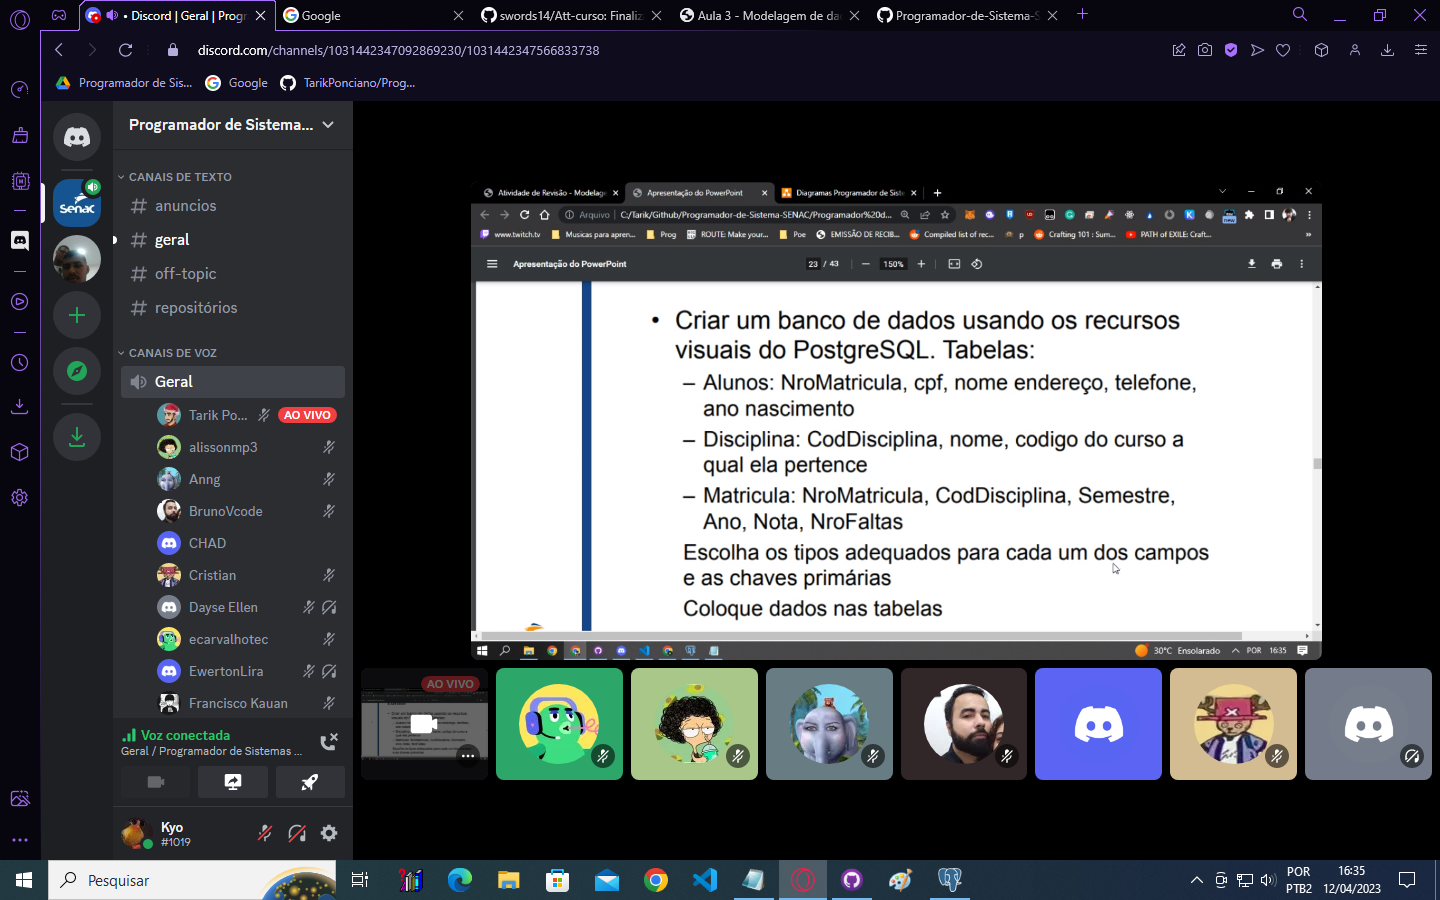 • Discord | Geral | Progr
Google
swords14/Att-curso: Finaliz
Aula 3 - Modelagem de da
Programador-de-Sistema-S
discord.com/channels/1031442347092869230/1031442347566833738
Programador de Sis...
Google
TarikPonciano/Prog...
Programador de Sistema...
CANAIS DE TEXTO
anuncios
geral
off-topic
repositórios
CANAIS DE VOZ
Geral
Tarik Po...
AO VIVO
alissonmp3
Anng
BrunoVcode
CHAD
Cristian
Dayse Ellen
ecarvalhotec
EwertonLira
Francisco Kauan
Voz conectada
Geral / Programador de Sistemas ...
Kyo
#1019
senac
Atividade de Revisão - Modelage
Apresentação do PowerPoint
Diagramas Programador de Siste
Arquivo
C:/Tarik/Github/Programador-de-Sistema-SENAC/Programador%20d...
www.twitch.tv
Musicas para apren...
Prog
ROUTE: Make your...
Poe
EMISSÃO DE RECIB...
Compiled list of rec...
p
Crafting 101 : Sum...
PATH of EXILE: Craft...
»
Apresentação do PowerPoint
23 / 43
150%
• Criar um banco de dados usando os recursos
visuais do PostgreSQL. Tabelas:
– Alunos: NroMatricula, cpf, nome endereço, telefone,
ano nascimento
– Disciplina: CodDisciplina, nome, codigo do curso a
qual ela pertence
– Matricula: NroMatricula, CodDisciplina, Semestre,
Ano, Nota, NroFaltas
Escolha os tipos adequados para cada um dos campos
e as chaves primárias
Coloque dados nas tabelas
30°C Ensolarado
POR
16:35
AO VIVO
Pesquisar
POR
PTB2
16:35
12/04/2023